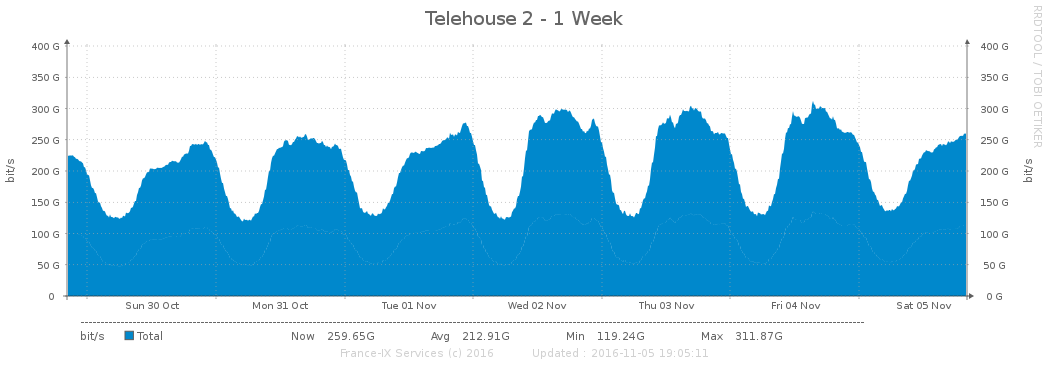 Telehouse 2 - 1 Week
RRDTOOL / TOBI OETIKER
400 G 400 G
350 G 350 G
300 G 300 G
250 G 250 G
200 G 200 G
150 G 150 G
100 G 100 G
50 G 50 G
0 0 G
bit/s bit/s
Sun 30 Oct Mon 31 Oct Tue 01 Nov Wed 02 Nov Thu 03 Nov Fri 04 Nov Sat 05 Nov
bit/s Total Now 259.65G Avg 212.91G Min 119.24G Max 311.87G
France-IX Services (c) 2016 Updated : 2016-11-05 19:05:11